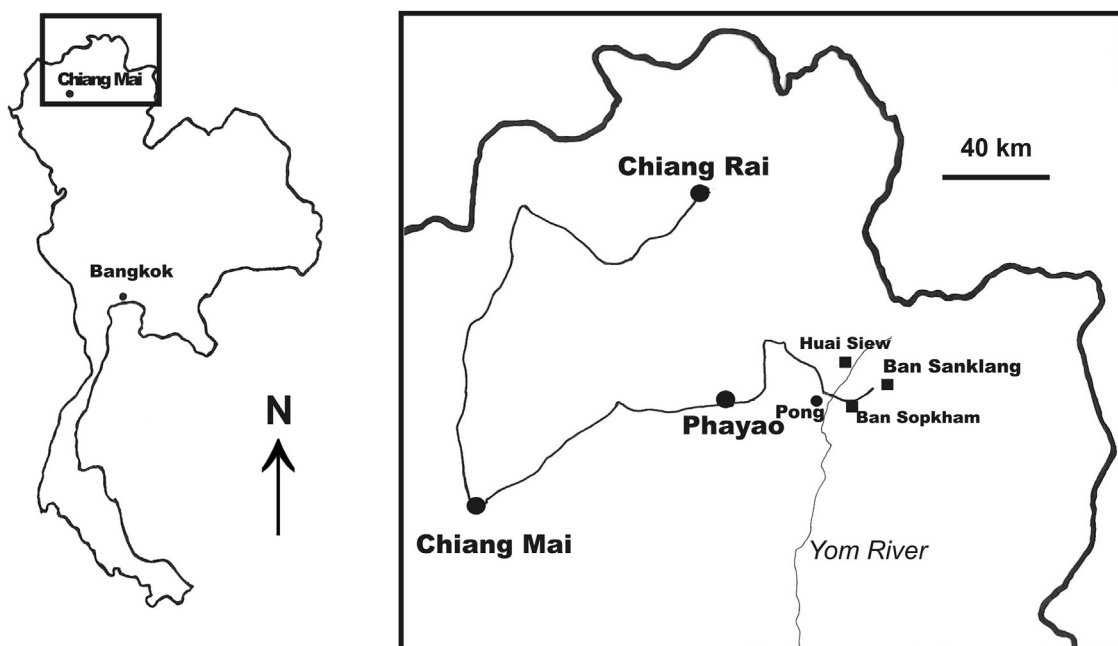 Chiang Mai
Bangkok
N
40 km
Chiang Rai
Huai Siew
Ban Sanklang
Phayao
Pong
Ban Sopkham
Chiang Mai
Yom River